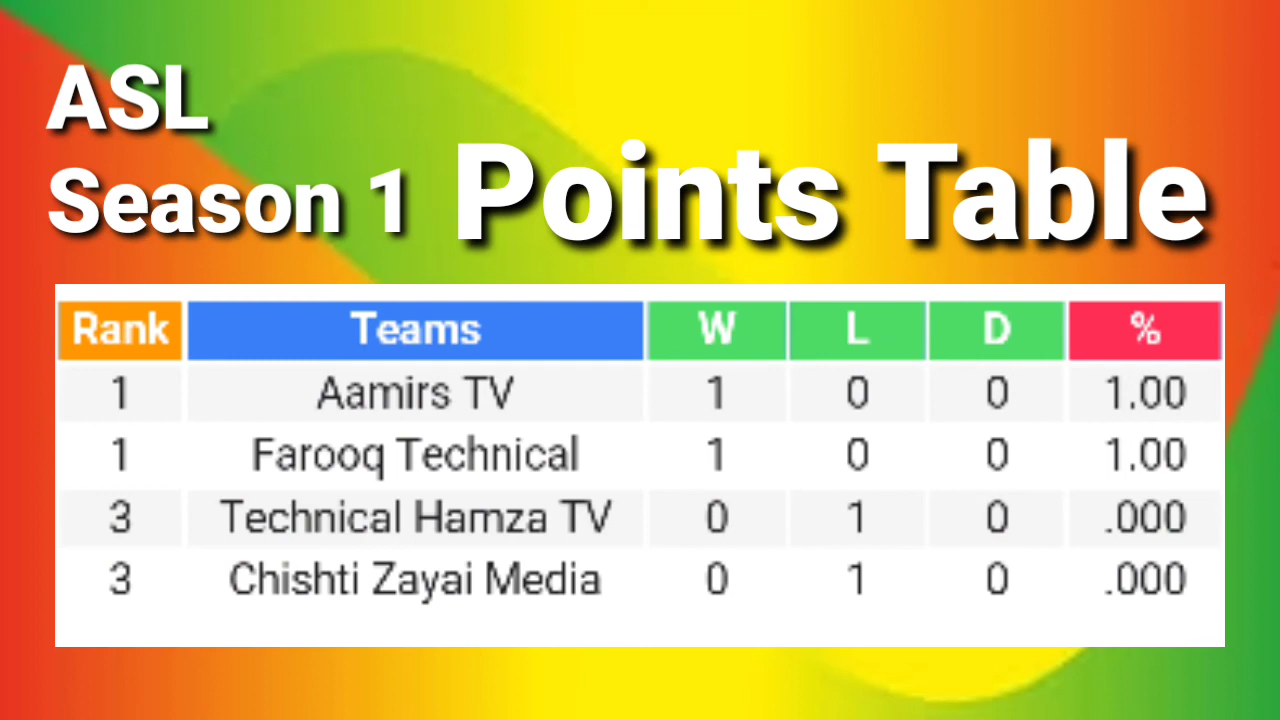 ASL
Season 1 Points Table
Rank Teams W L D %
1 Aamirs TV 1 0 0 1.00
1 Farooq Technical 1 0 0 1.00
3 Technical Hamza TV 0 1 0 .000
3 Chishti Zayai Media 0 1 0 .000